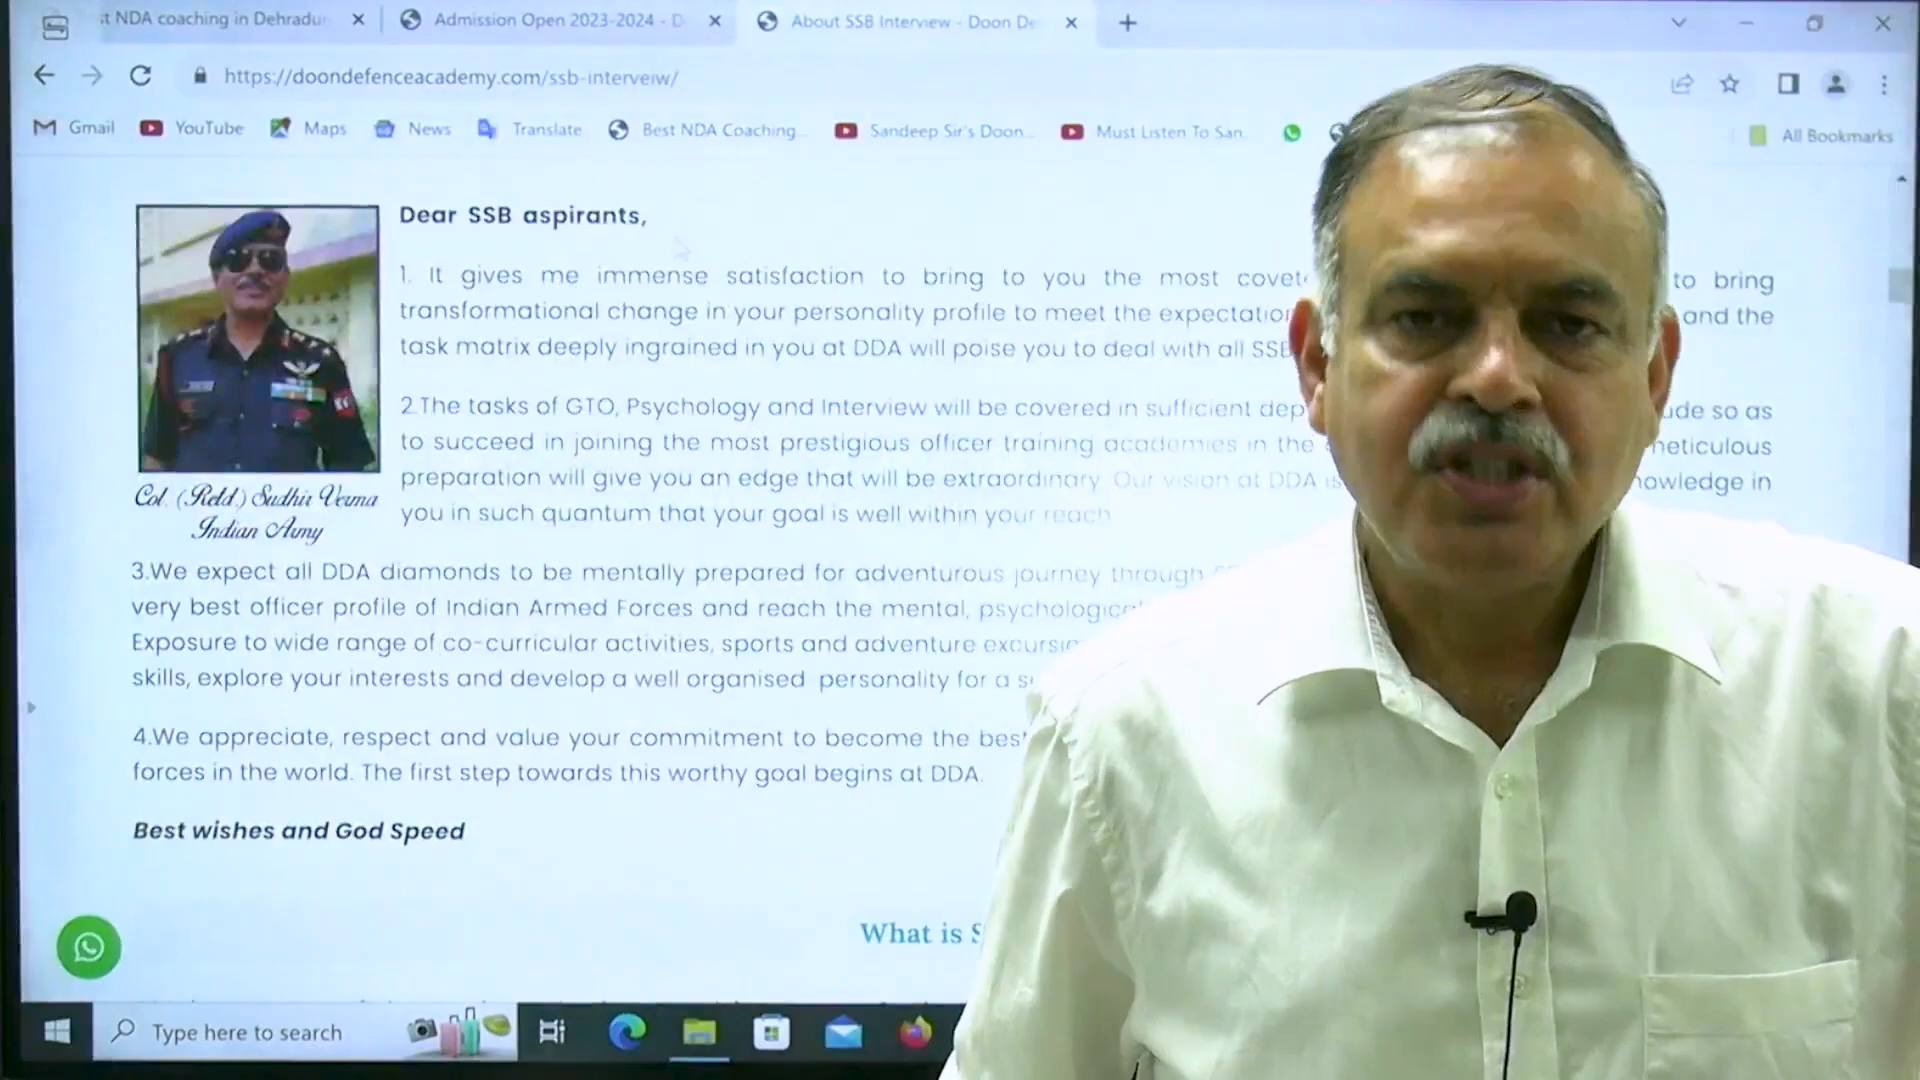 st NDA coaching in Dehradun
Admission Open 2023-2024 - D
About SSB Interview - Doon De
https://doondefenceacademy.com/ssb-interveiw/
Gmail
YouTube
Maps
News
Translate
Best NDA Coaching...
Sandeep Sir's Doon...
Must Listen To San...
All Bookmarks
Dear SSB aspirants,
1. It gives me immense satisfaction to bring to you the most to bring
transformational change in your personality profile to meet the and the
task matrix deeply ingrained in you at DDA will poise you to deal with all
2.The tasks of GTO, Psychology and Interview will be covered in sufficient so as
to succeed in joining the most prestigious officer training academies in the
preparation will give you an edge that will be extraordinary. Our vision at DDA is in
you in such quantum that your goal is well within your reach
Col. (Retd.) Sudhir Verma
Indian Army
3.We expect all DDA diamonds to be mentally prepared for adventurous journey through
very best officer profile of Indian Armed Forces and reach the mental,
Exposure to wide range of co-curricular activities, sports and adventure
skills, explore your interests and develop a well organised personality for a
4.We appreciate, respect and value your commitment to become the
forces in the world. The first step towards this worthy goal begins at DDA.
Best wishes and God Speed
What is
Type here to search